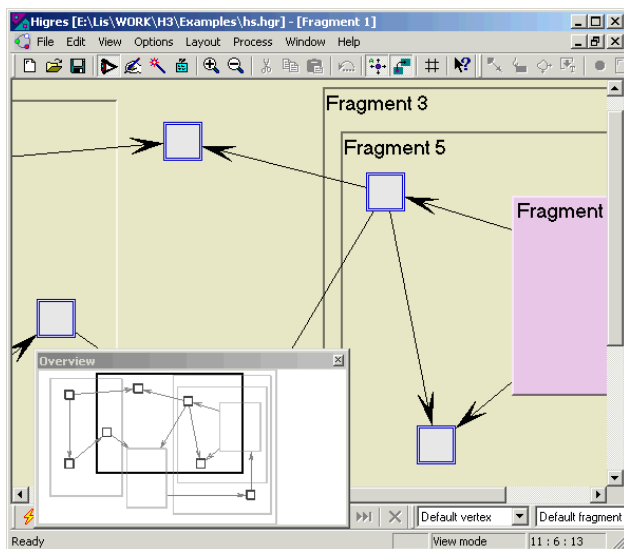 Higres [E:\Lis\WORK\H3\Examples\hs.hgr] - [Fragment 1]
File Edit View Options Layout Process Window Help
Fragment 3
Fragment 5
Fragment
Overview
Default vertex
Default fragment
Ready
View mode
11 : 6 : 13